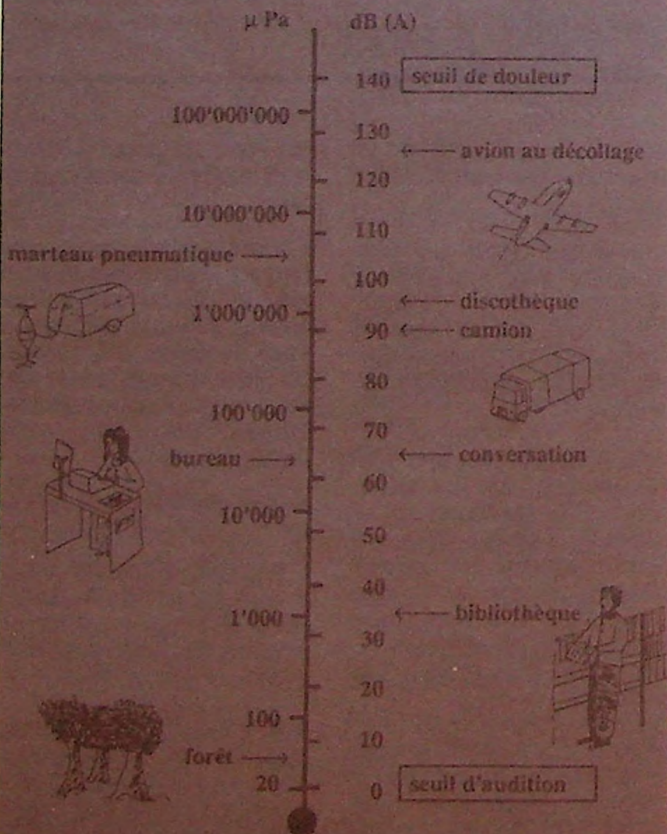 µ Pa dB (A)
140 seuil de douleur
100'000'000
130
avion au décollage
120
10'000'000
110
marteau pneumatique
100
discothèque
1'000'000
90 camion
80
100'000
70
bureau conversation
60
10'000
50
40
1'000 bibliothèque
30
20
100
10
forêt
20 0 seuil d'audition